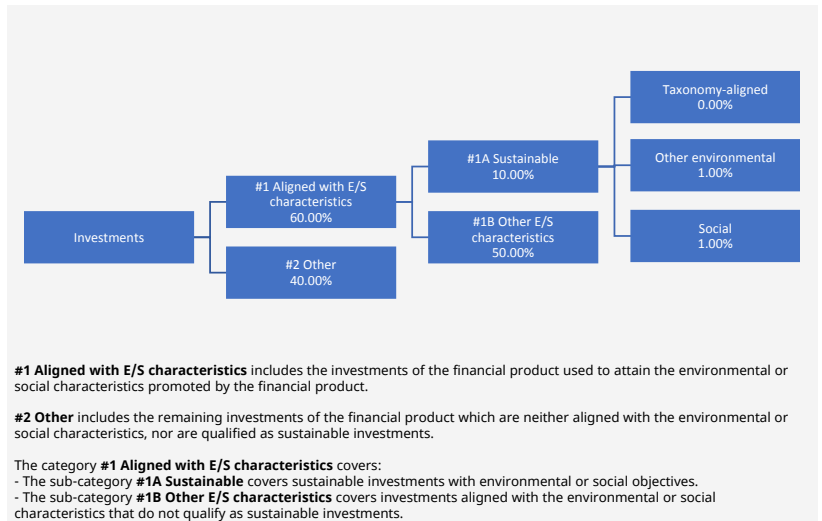 Taxonomy-aligned
0.00%
#1A Sustainable
10.00%
Other environmental
1.00%
#1 Aligned with E/S
characteristics
60.00%
#1B Other E/S
characteristics
50.00%
Social
1.00%
Investments
#2 Other
40.00%
#1 Aligned with E/S characteristics includes the investments of the financial product used to attain the environmental or
social characteristics promoted by the financial product.
#2 Other includes the remaining investments of the financial product which are neither aligned with the environmental or
social characteristics, nor are qualified as sustainable investments.
The category #1 Aligned with E/S characteristics covers:
- The sub-category #1A Sustainable covers sustainable investments with environmental or social objectives.
- The sub-category #1B Other E/S characteristics covers investments aligned with the environmental or social
characteristics that do not qualify as sustainable investments.